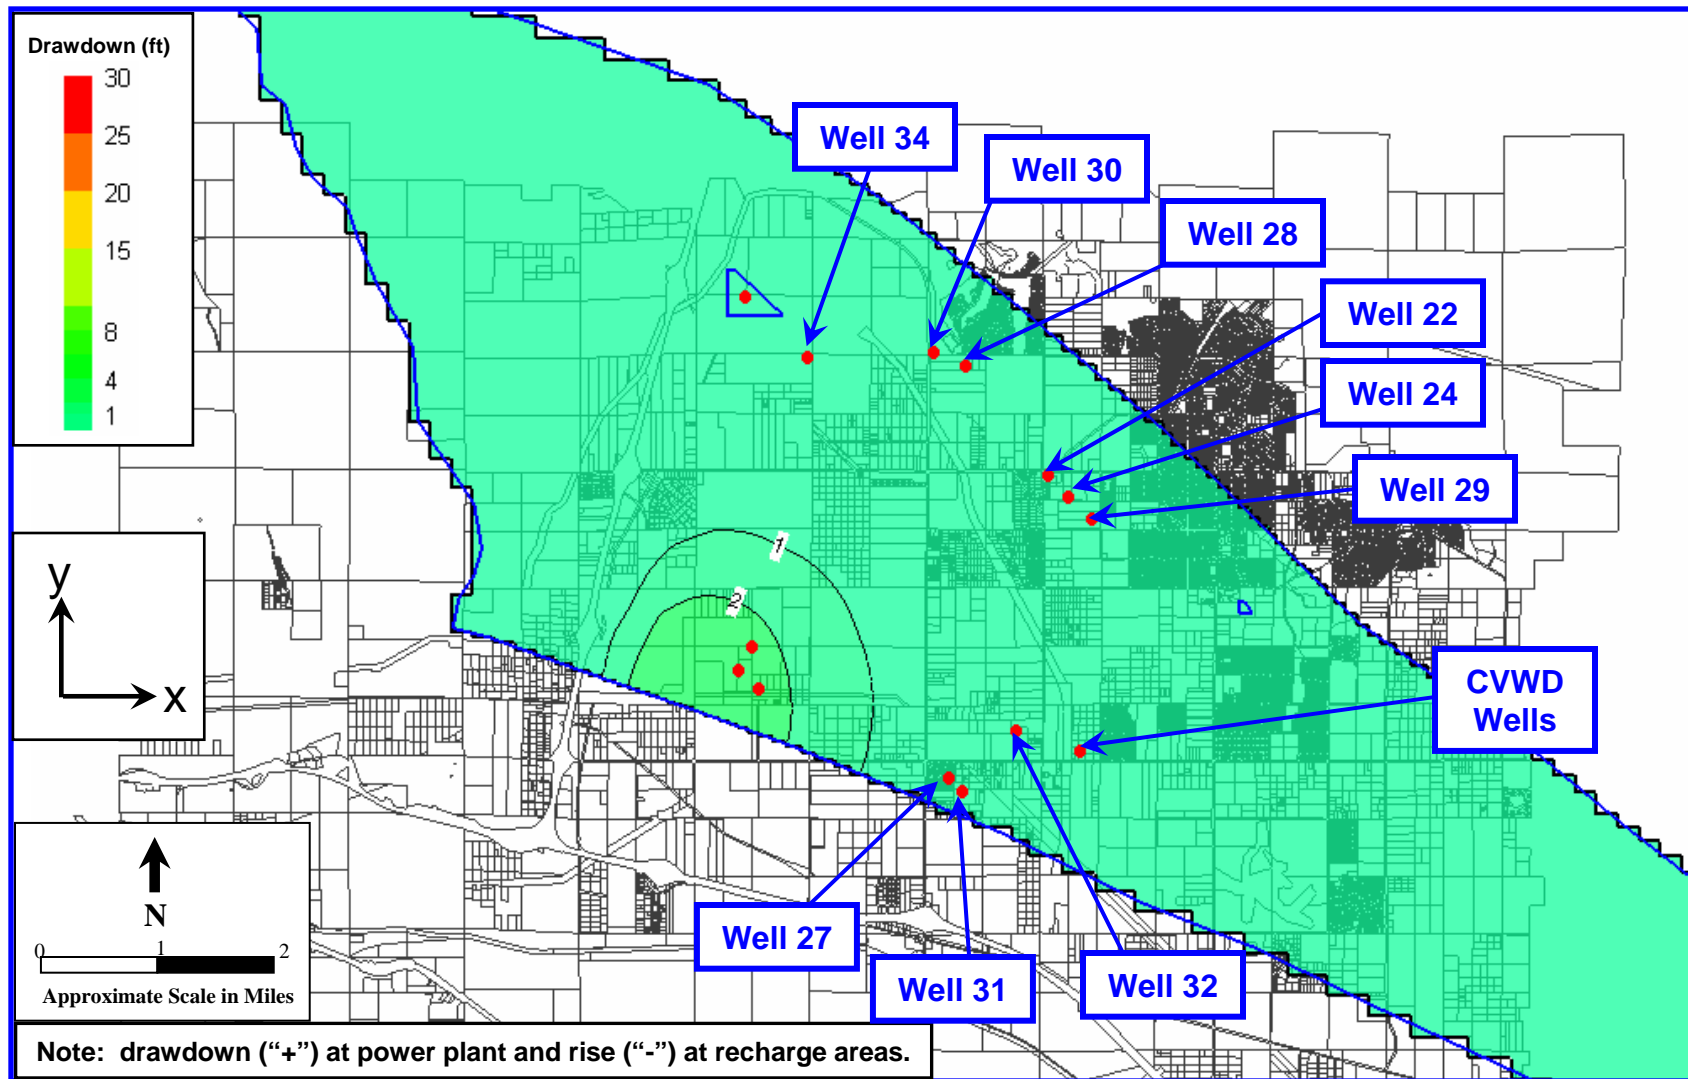 Drawdown (ft)
30
25
20
15
8
4
1
Well 34
Well 30
Well 28
Well 22
Well 24
Well 29
1
2
y
x
CVWD
Wells
N
0 1 2
Approximate Scale in Miles
Well 27
Well 31
Well 32
Note: drawdown (“+”) at power plant and rise (“-”) at recharge areas.